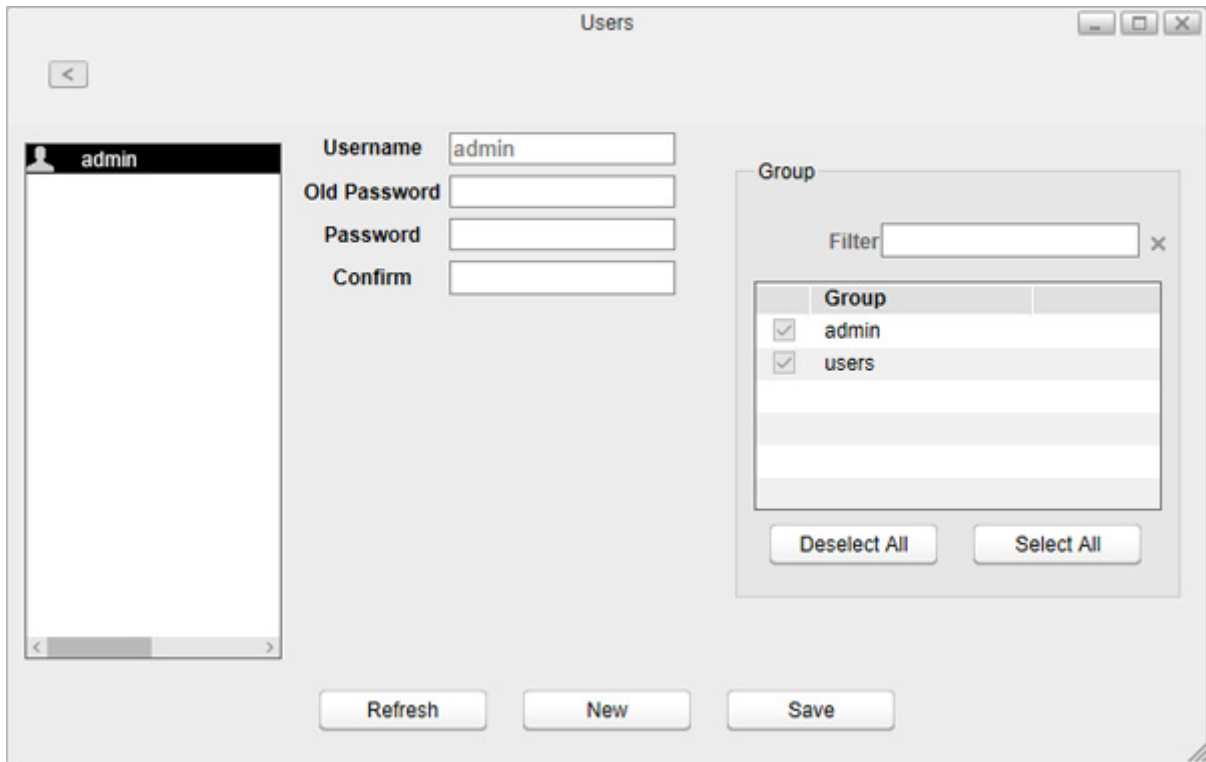 Users
<
admin
Username admin
Old Password
Password
Confirm
Group
Filter
Group
admin
users
Deselect All Select All
Refresh New Save